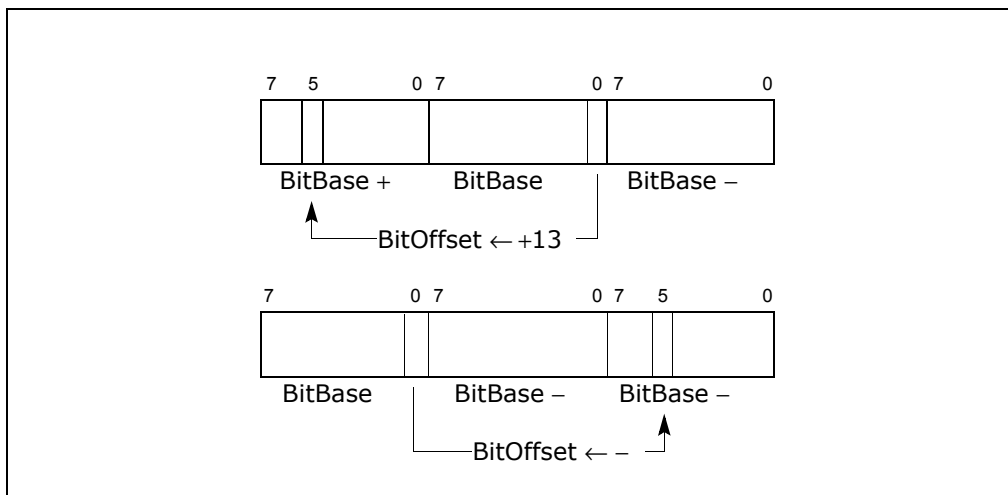 7 5 0 7 0 7 0
BitBase + BitBase BitBase −
BitOffset ← +13
7 0 7 0 7 5 0
BitBase BitBase − BitBase −
BitOffset ← −